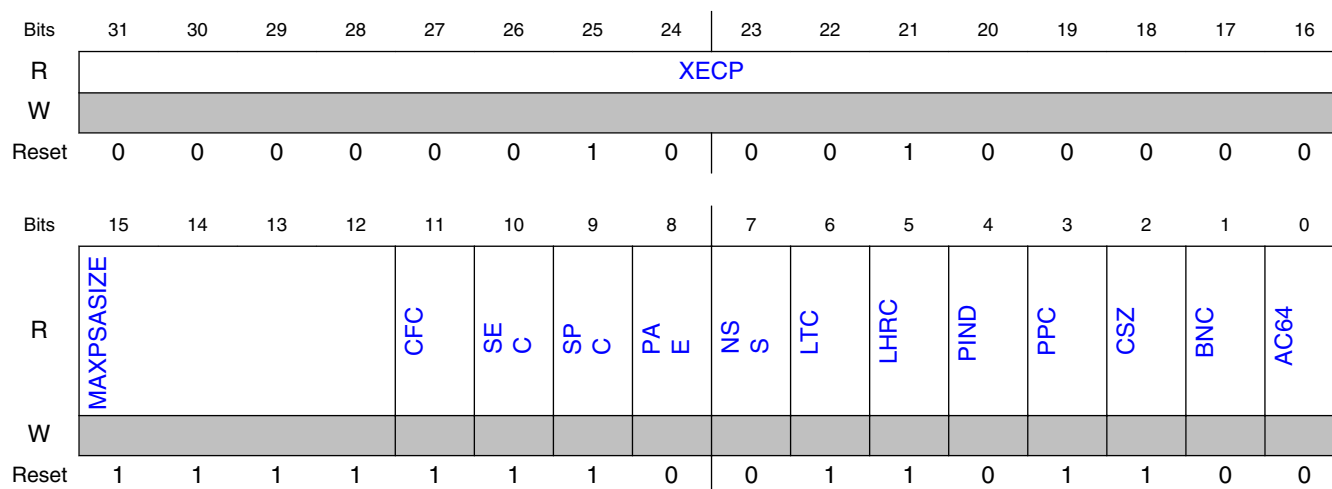 Bits 31 30 29 28 27 26 25 24 23 22 21 20 19 18 17 16
R XECP
W
Reset 0 0 0 0 0 0 1 0 0 0 1 0 0 0 0 0
Bits 15 14 13 12 11 10 9 8 7 6 5 4 3 2 1 0
R MAXPSASIZE CFC SE C SP C PA E NS S LTC LHRC PIND PPC CSZ BNC AC64
W
Reset 1 1 1 1 1 1 1 0 0 1 1 0 1 1 0 0